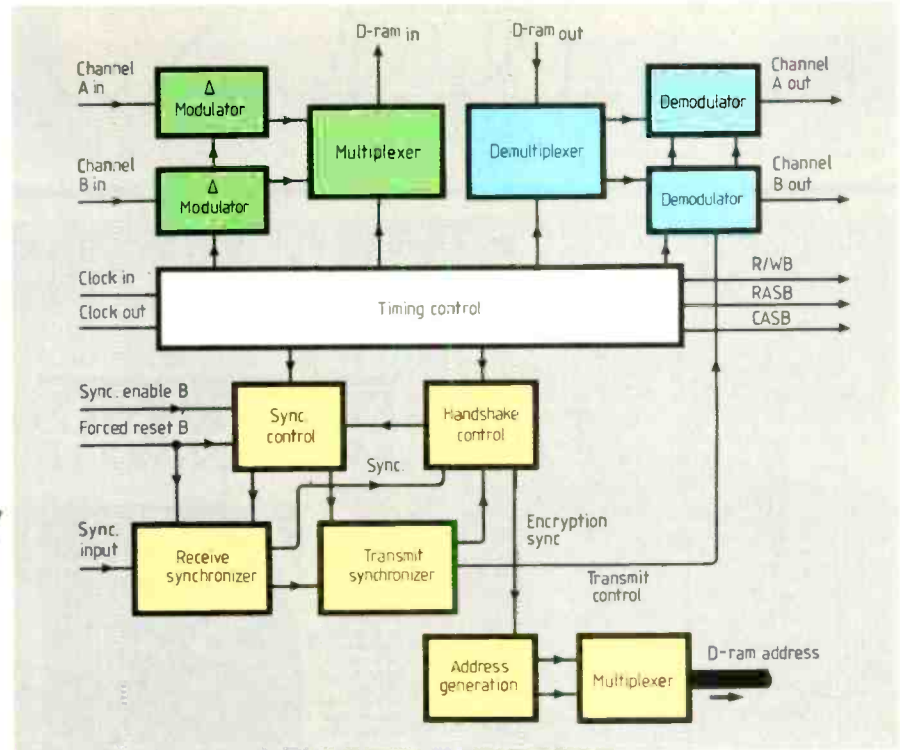 D-ram in
D-ram out
Channel
A in
Δ
Modulator
Multiplexer
Demultiplexer
Demodulator
Channel
A out
Channel
B in
Δ
Modulator
Demodulator
Channel
B out
Clock in
Clock out
Timing control
R/WB
RASB
CASB
Sync. enable B
Forced reset B
Sync.
control
Handshake
control
Sync.
Sync.
input
Receive
synchronizer
Transmit
synchronizer
Encryption
sync
Transmit
control
Address
generation
Multiplexer
D-ram address